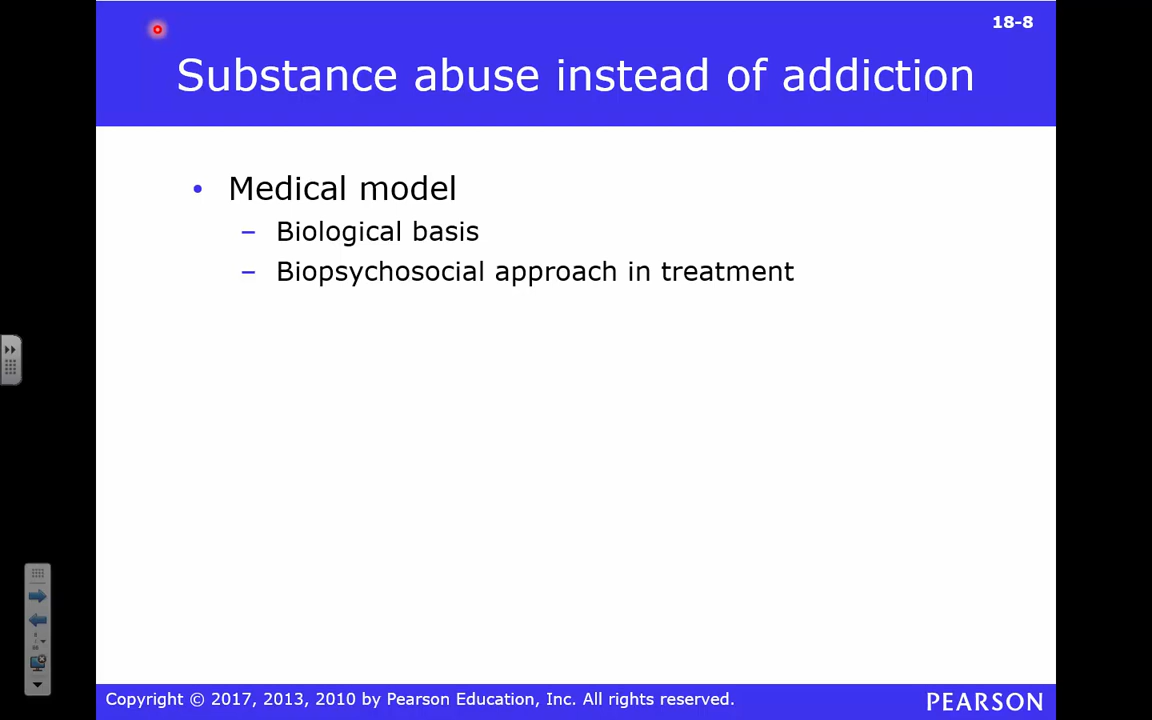 18-8
Substance abuse instead of addiction
• Medical model
– Biological basis
– Biopsychosocial approach in treatment
Copyright © 2017, 2013, 2010 by Pearson Education, Inc. All rights reserved.
PEARSON